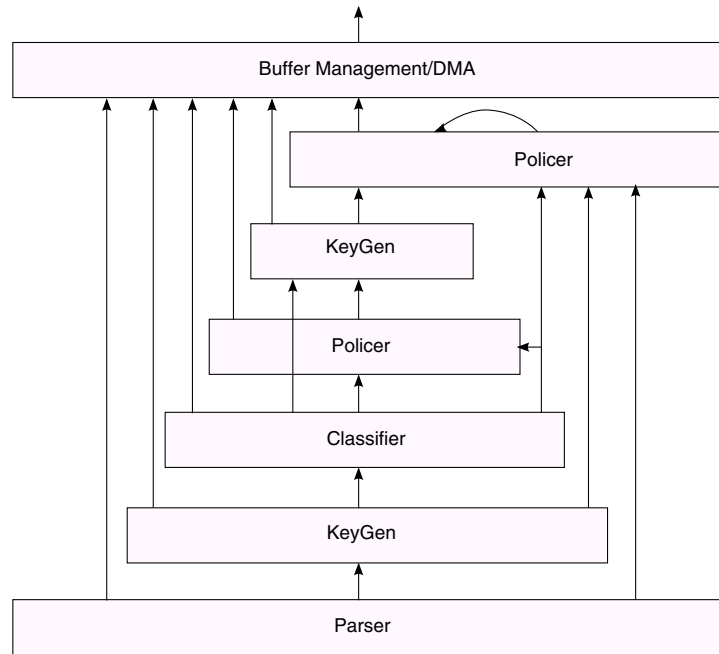 Buffer Management/DMA
Policer
KeyGen
Policer
Classifier
KeyGen
Parser